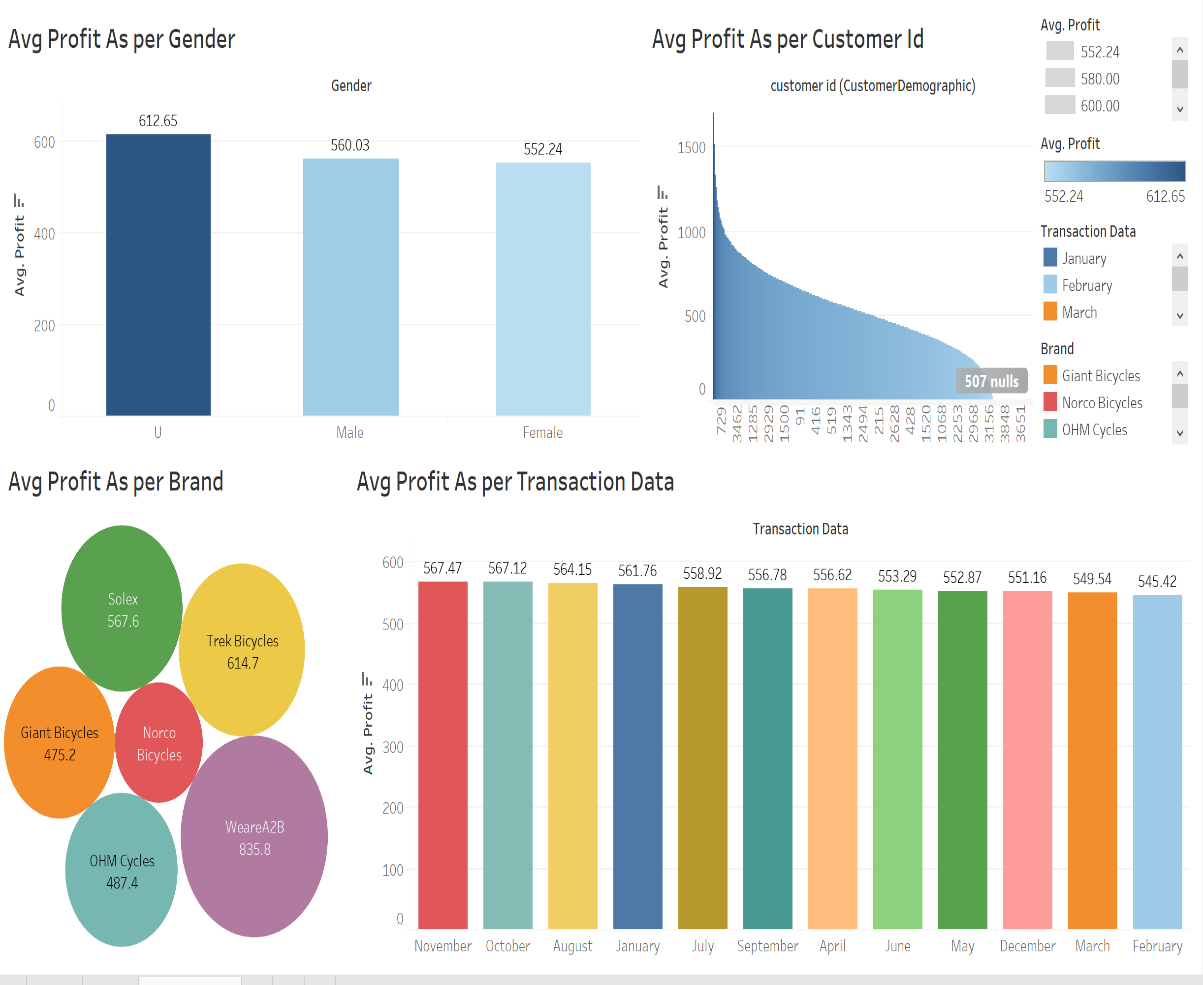 Avg Profit As per Gender
Gender
Avg. Profit
600
400
200
0
612.65
560.03
552.24
U
Male
Female
Avg Profit As per Customer Id
customer id (CustomerDemographic)
Avg. Profit
1500
1000
500
0
507 nulls
729
3462
1285
2929
1500
91
416
519
1343
2494
215
2628
428
1520
1068
2253
2968
3156
3848
3651
Avg. Profit
552.24
580.00
600.00
Avg. Profit
552.24
612.65
Transaction Data
January
February
March
Brand
Giant Bicycles
Norco Bicycles
OHM Cycles
Avg Profit As per Brand
Solex
567.6
Trek Bicycles
614.7
Giant Bicycles
475.2
Norco
Bicycles
WeareA2B
835.8
OHM Cycles
487.4
Avg Profit As per Transaction Data
Transaction Data
Avg. Profit
600
500
400
300
200
100
0
567.47
567.12
564.15
561.76
558.92
556.78
556.62
553.29
552.87
551.16
549.54
545.42
November
October
August
January
July
September
April
June
May
December
March
February